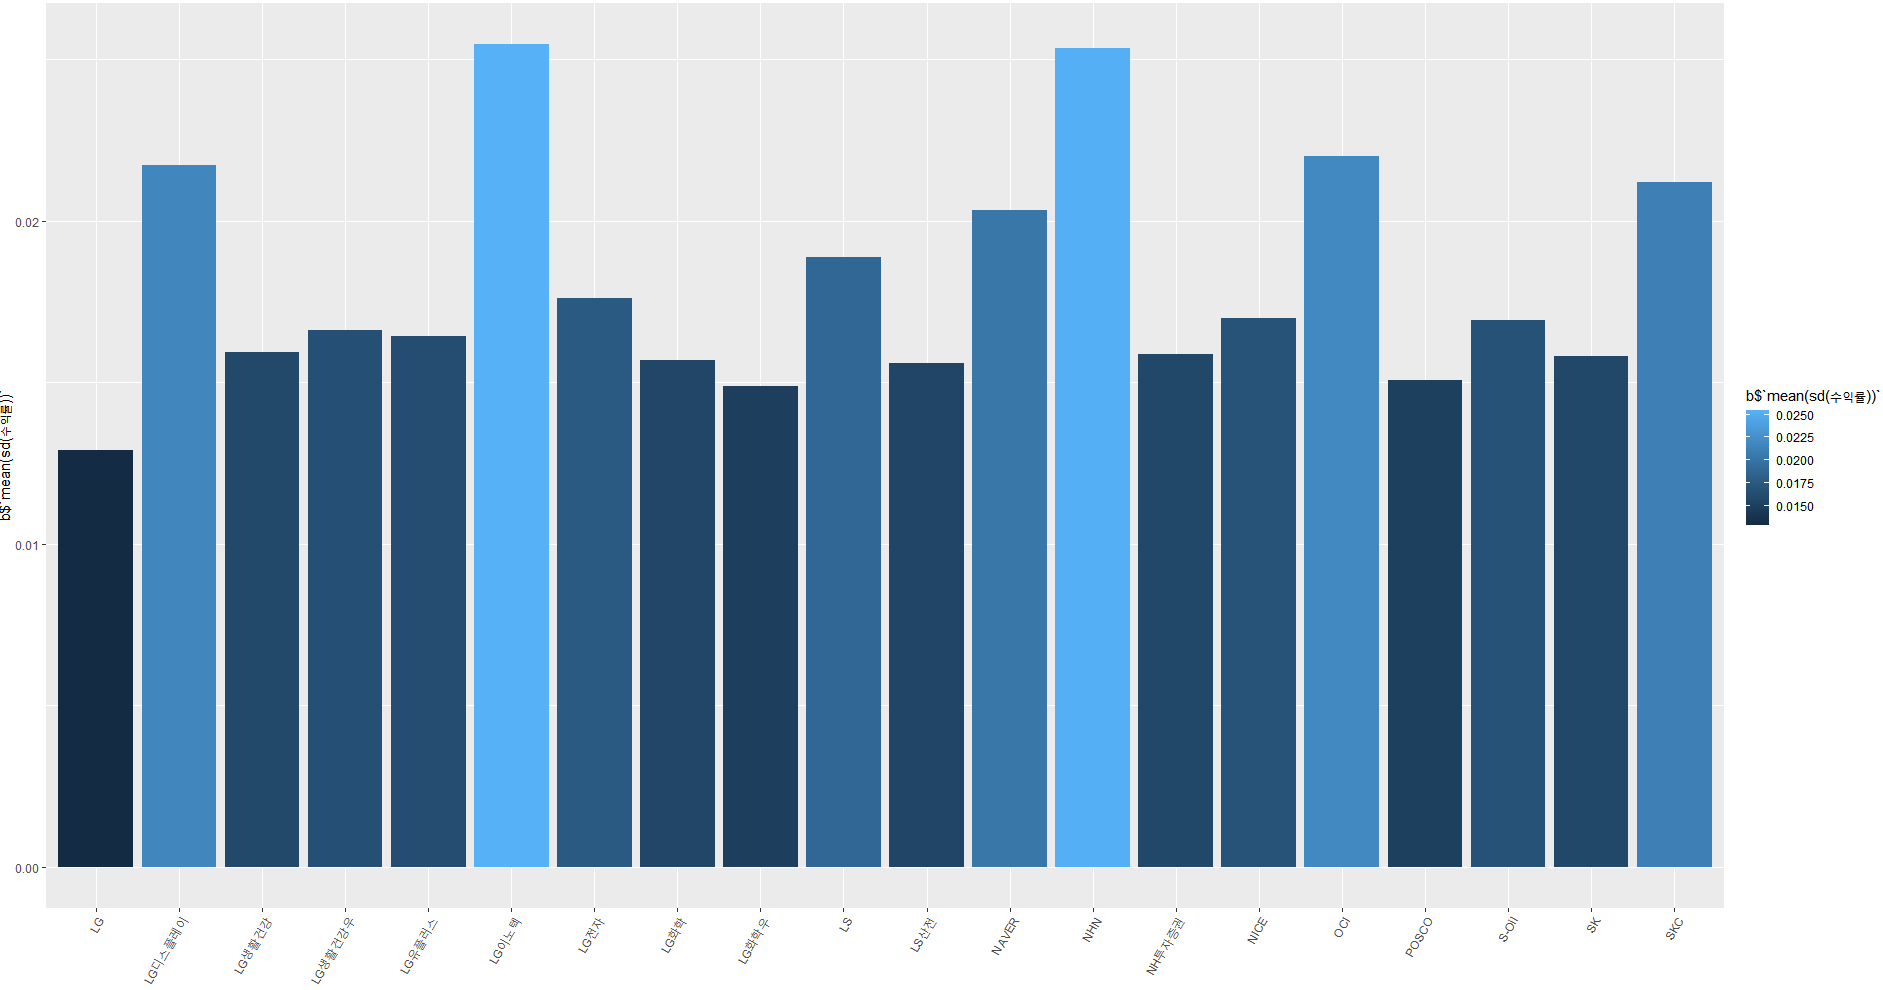 b$`mean(sd(수익률))`
0.02
0.01
0.00
LG
LG디스플레이
LG생활건강
LG생활건강우
LG유플러스
LG이노텍
LG전자
LG화학
LG화학우
LS
LS산전
NAVER
NHN
NH투자증권
NICE
OCI
POSCO
S-Oil
SK
SKC
b$`mean(sd(수익률))`
0.0250
0.0225
0.0200
0.0175
0.0150